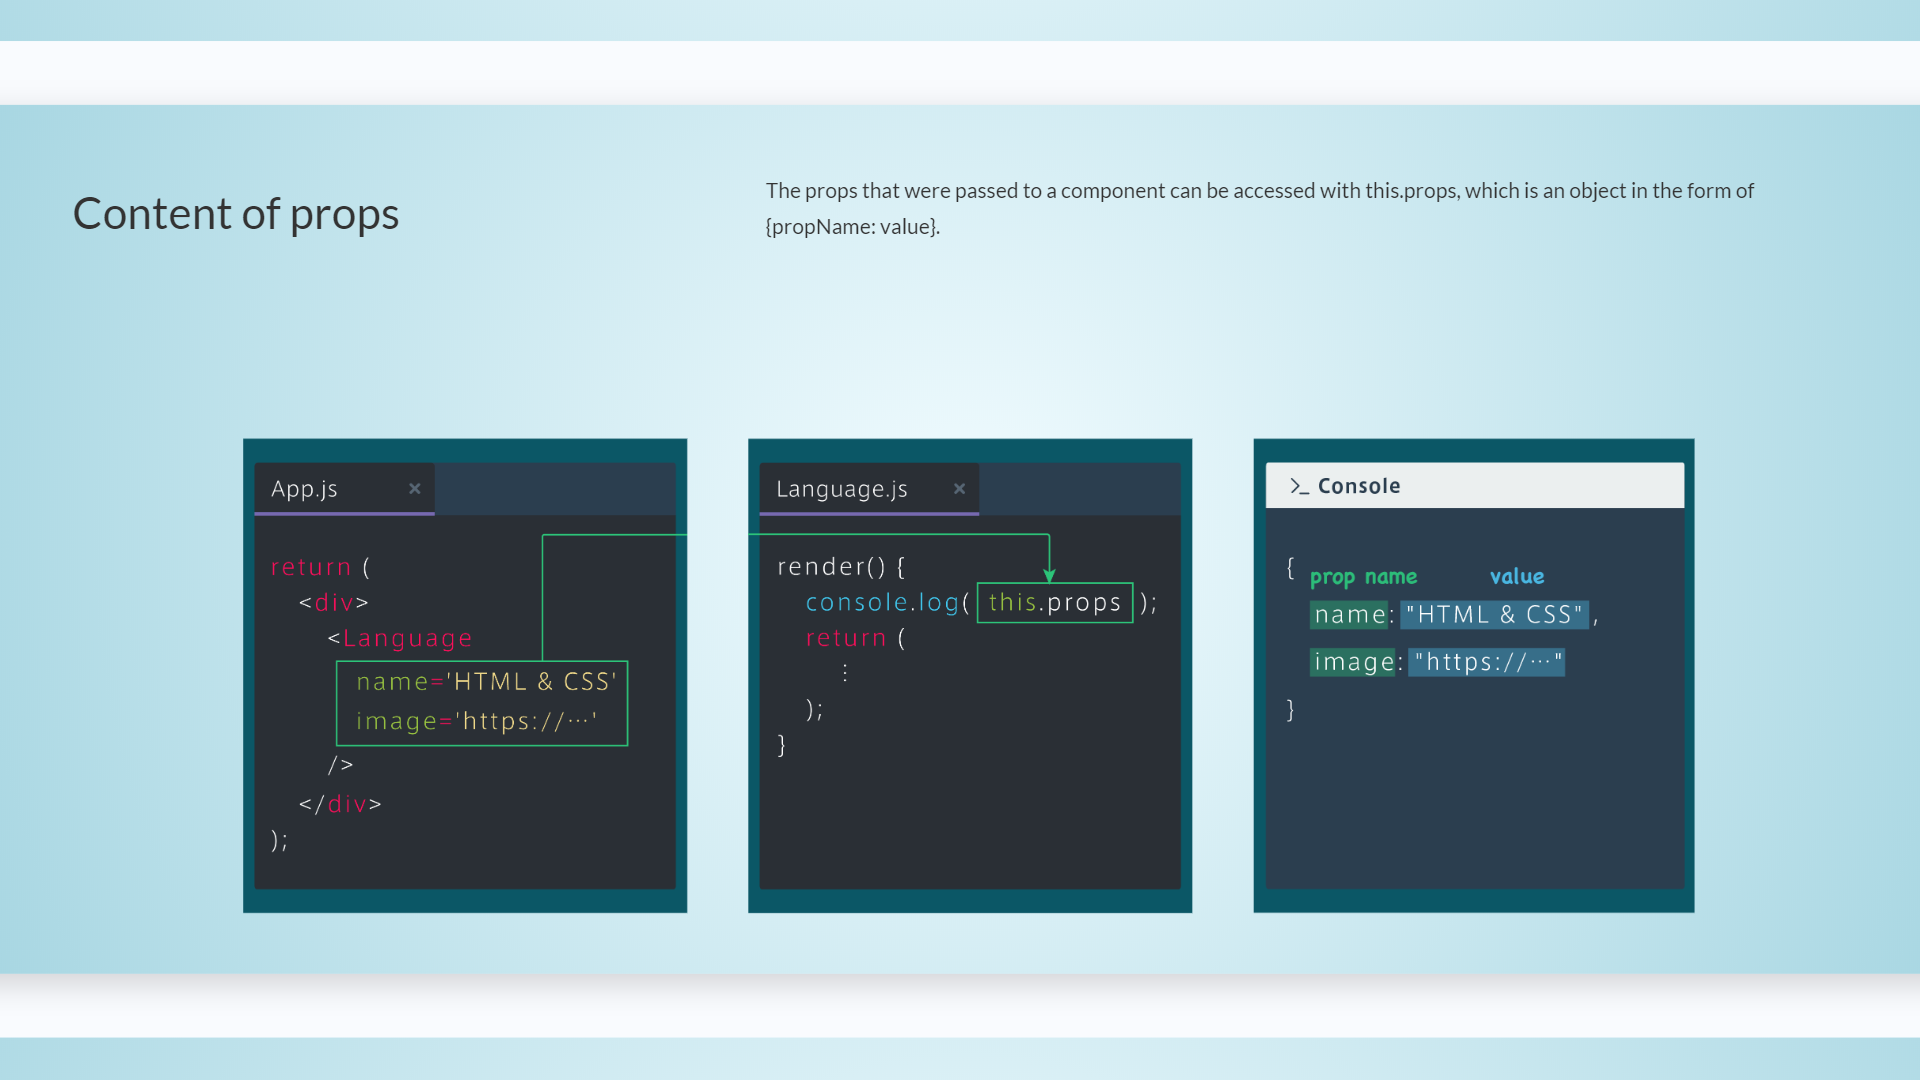 Content of props
The props that were passed to a component can be accessed with this.props, which is an object in the form of
{propName: value}.
App.js ×
return (
<div>
<Language
name='HTML & CSS'
image='https://…'
/>
</div>
);
Language.js ×
render() {
console.log( this.props );
return (
⋮
);
}
>_ Console
{ prop name value
name: "HTML & CSS",
image: "https://…"
}